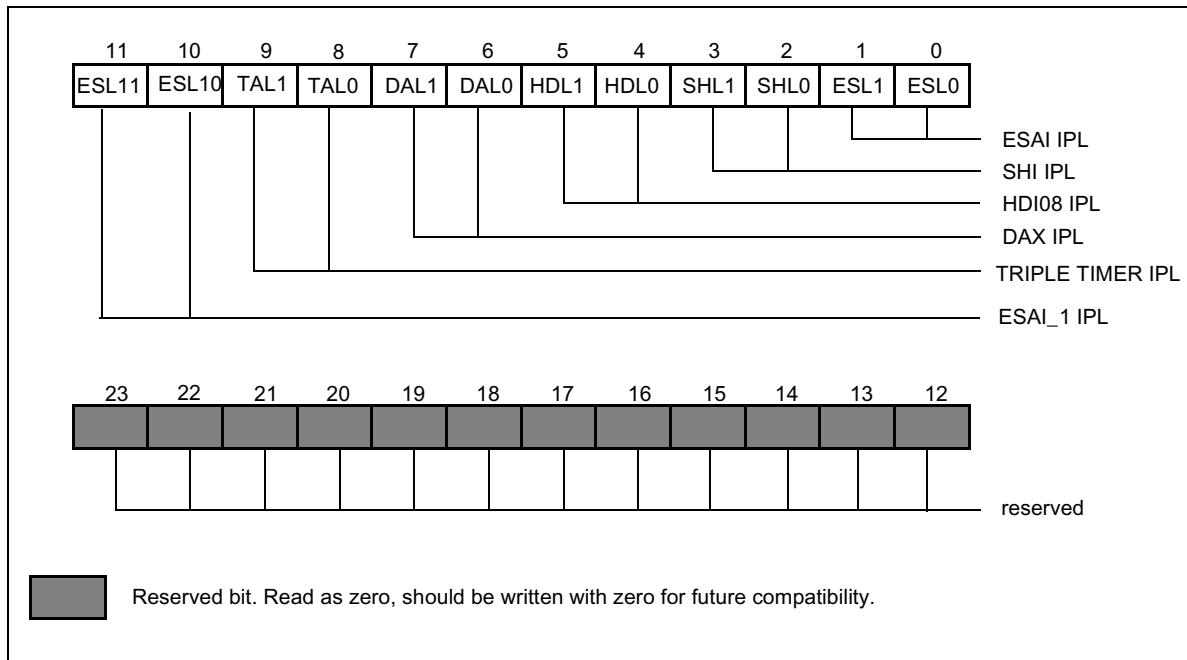 11 10 9 8 7 6 5 4 3 2 1 0
ESL11 ESL10 TAL1 TAL0 DAL1 DAL0 HDL1 HDL0 SHL1 SHL0 ESL1 ESL0
ESAI IPL
SHI IPL
HDI08 IPL
DAX IPL
TRIPLE TIMER IPL
ESAI_1 IPL
23 22 21 20 19 18 17 16 15 14 13 12
reserved
Reserved bit. Read as zero, should be written with zero for future compatibility.